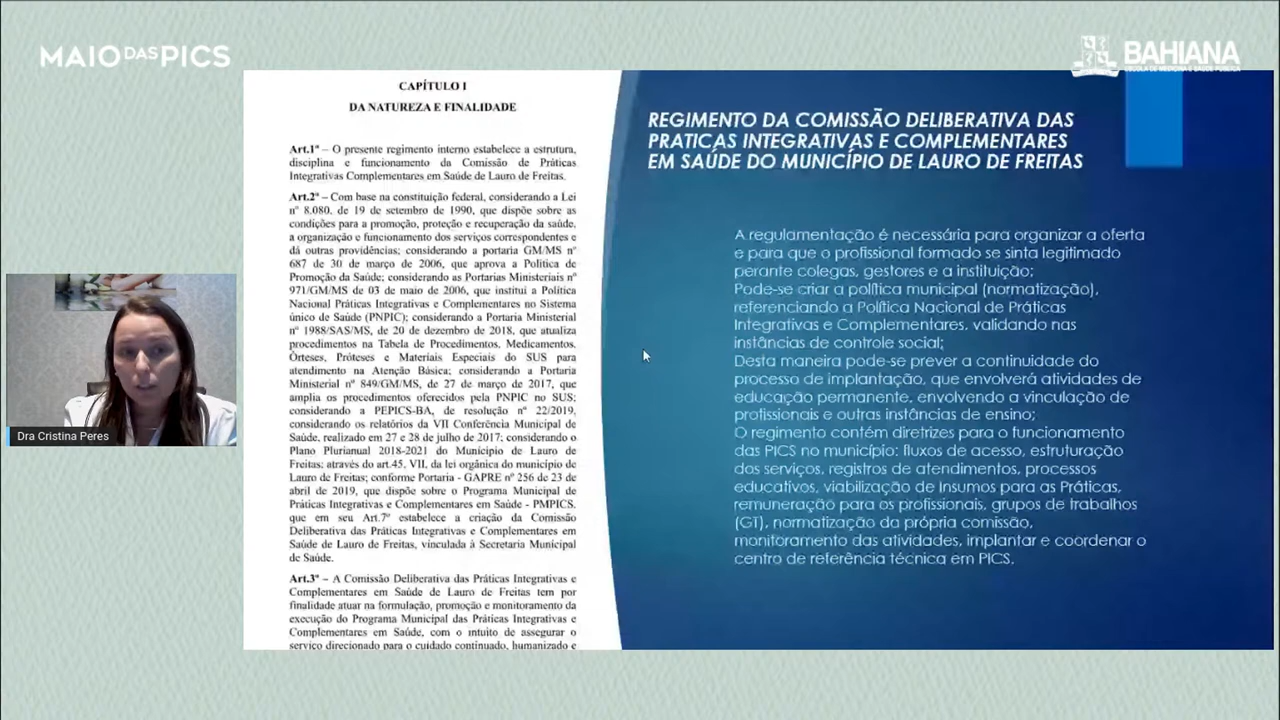 MAIO DAS PICS
BAHIANA
ESCOLA DE MEDICINA E SAÚDE PÚBLICA
CAPÍTULO I
DA NATUREZA E FINALIDADE
Art.1º – O presente regimento interno estabelece a estrutura,
disciplina e funcionamento da Comissão de Práticas
Integrativas Complementares em Saúde de Lauro de Freitas.
Art.2º – Com base na constituição federal, considerando a Lei
nº 8.080, de 19 de setembro de 1990, que dispõe sobre as
condições para a promoção, proteção e recuperação da saúde,
a organização e funcionamento dos serviços correspondentes e
dá outras providências; considerando a portaria GM/MS nº
687 de 30 de março de 2006, que aprova a Política de
Promoção da Saúde; considerando as Portarias Ministeriais nº
971/GM/MS de 03 de maio de 2006, que institui a Política
Nacional Práticas Integrativas e Complementares no Sistema
único de Saúde (PNPIC); considerando a Portaria Ministerial
nº 1988/SAS/MS, de 20 de dezembro de 2018, que atualiza
procedimentos na Tabela de Procedimentos, Medicamentos,
Órteses, Próteses e Materiais Especiais do SUS para
atendimento na Atenção Básica; considerando a Portaria
Ministerial nº 849/GM/MS, de 27 de março de 2017, que
amplia os procedimentos oferecidos pela PNPIC no SUS;
considerando a PEPICS-BA, de resolução nº 22/2019,
considerando os relatórios da VII Conferência Municipal de
Saúde, realizado em 27 e 28 de julho de 2017; considerando o
Plano Plurianual 2018-2021 do Município de Lauro de
Freitas; através do art.45, VII, da lei orgânica do município de
Lauro de Freitas; conforme Portaria - GAPRE nº 256 de 23 de
abril de 2019, que dispõe sobre o Programa Municipal de
Práticas Integrativas e Complementares em Saúde - PMPICS,
que em seu Art.7º estabelece a criação da Comissão
Deliberativa das Práticas Integrativas e Complementares em
Saúde de Lauro de Freitas, vinculada à Secretaria Municipal
de Saúde.
Art.3º – A Comissão Deliberativa das Práticas Integrativas e
Complementares em Saúde de Lauro de Freitas tem por
finalidade atuar na formulação, promoção e monitoramento da
execução do Programa Municipal das Práticas Integrativas e
Complementares em Saúde, com o intuito de assegurar o
serviço direcionado para o cuidado continuado, humanizado e
REGIMENTO DA COMISSÃO DELIBERATIVA DAS
PRATICAS INTEGRATIVAS E COMPLEMENTARES
EM SAÚDE DO MUNICÍPIO DE LAURO DE FREITAS
A regulamentação é necessária para organizar a oferta
e para que o profissional formado se sinta legitimado
perante colegas, gestores e a instituição;
Pode-se criar a política municipal (normatização),
referenciando a Política Nacional de Práticas
Integrativas e Complementares, validando nas
instâncias de controle social;
Desta maneira pode-se prever a continuidade do
processo de implantação, que envolverá atividades de
educação permanente, envolvendo a vinculação de
profissionais e outras instâncias de ensino;
O regimento contém diretrizes para o funcionamento
das PICS no município: fluxos de acesso, estruturação
dos serviços, registros de atendimentos, processos
educativos, viabilização de insumos para as Práticas,
remuneração para os profissionais, grupos de trabalhos
(GT), normatização da própria comissão,
monitoramento das atividades, implantar e coordenar o
centro de referência técnica em PICS.
Dra Cristina Peres